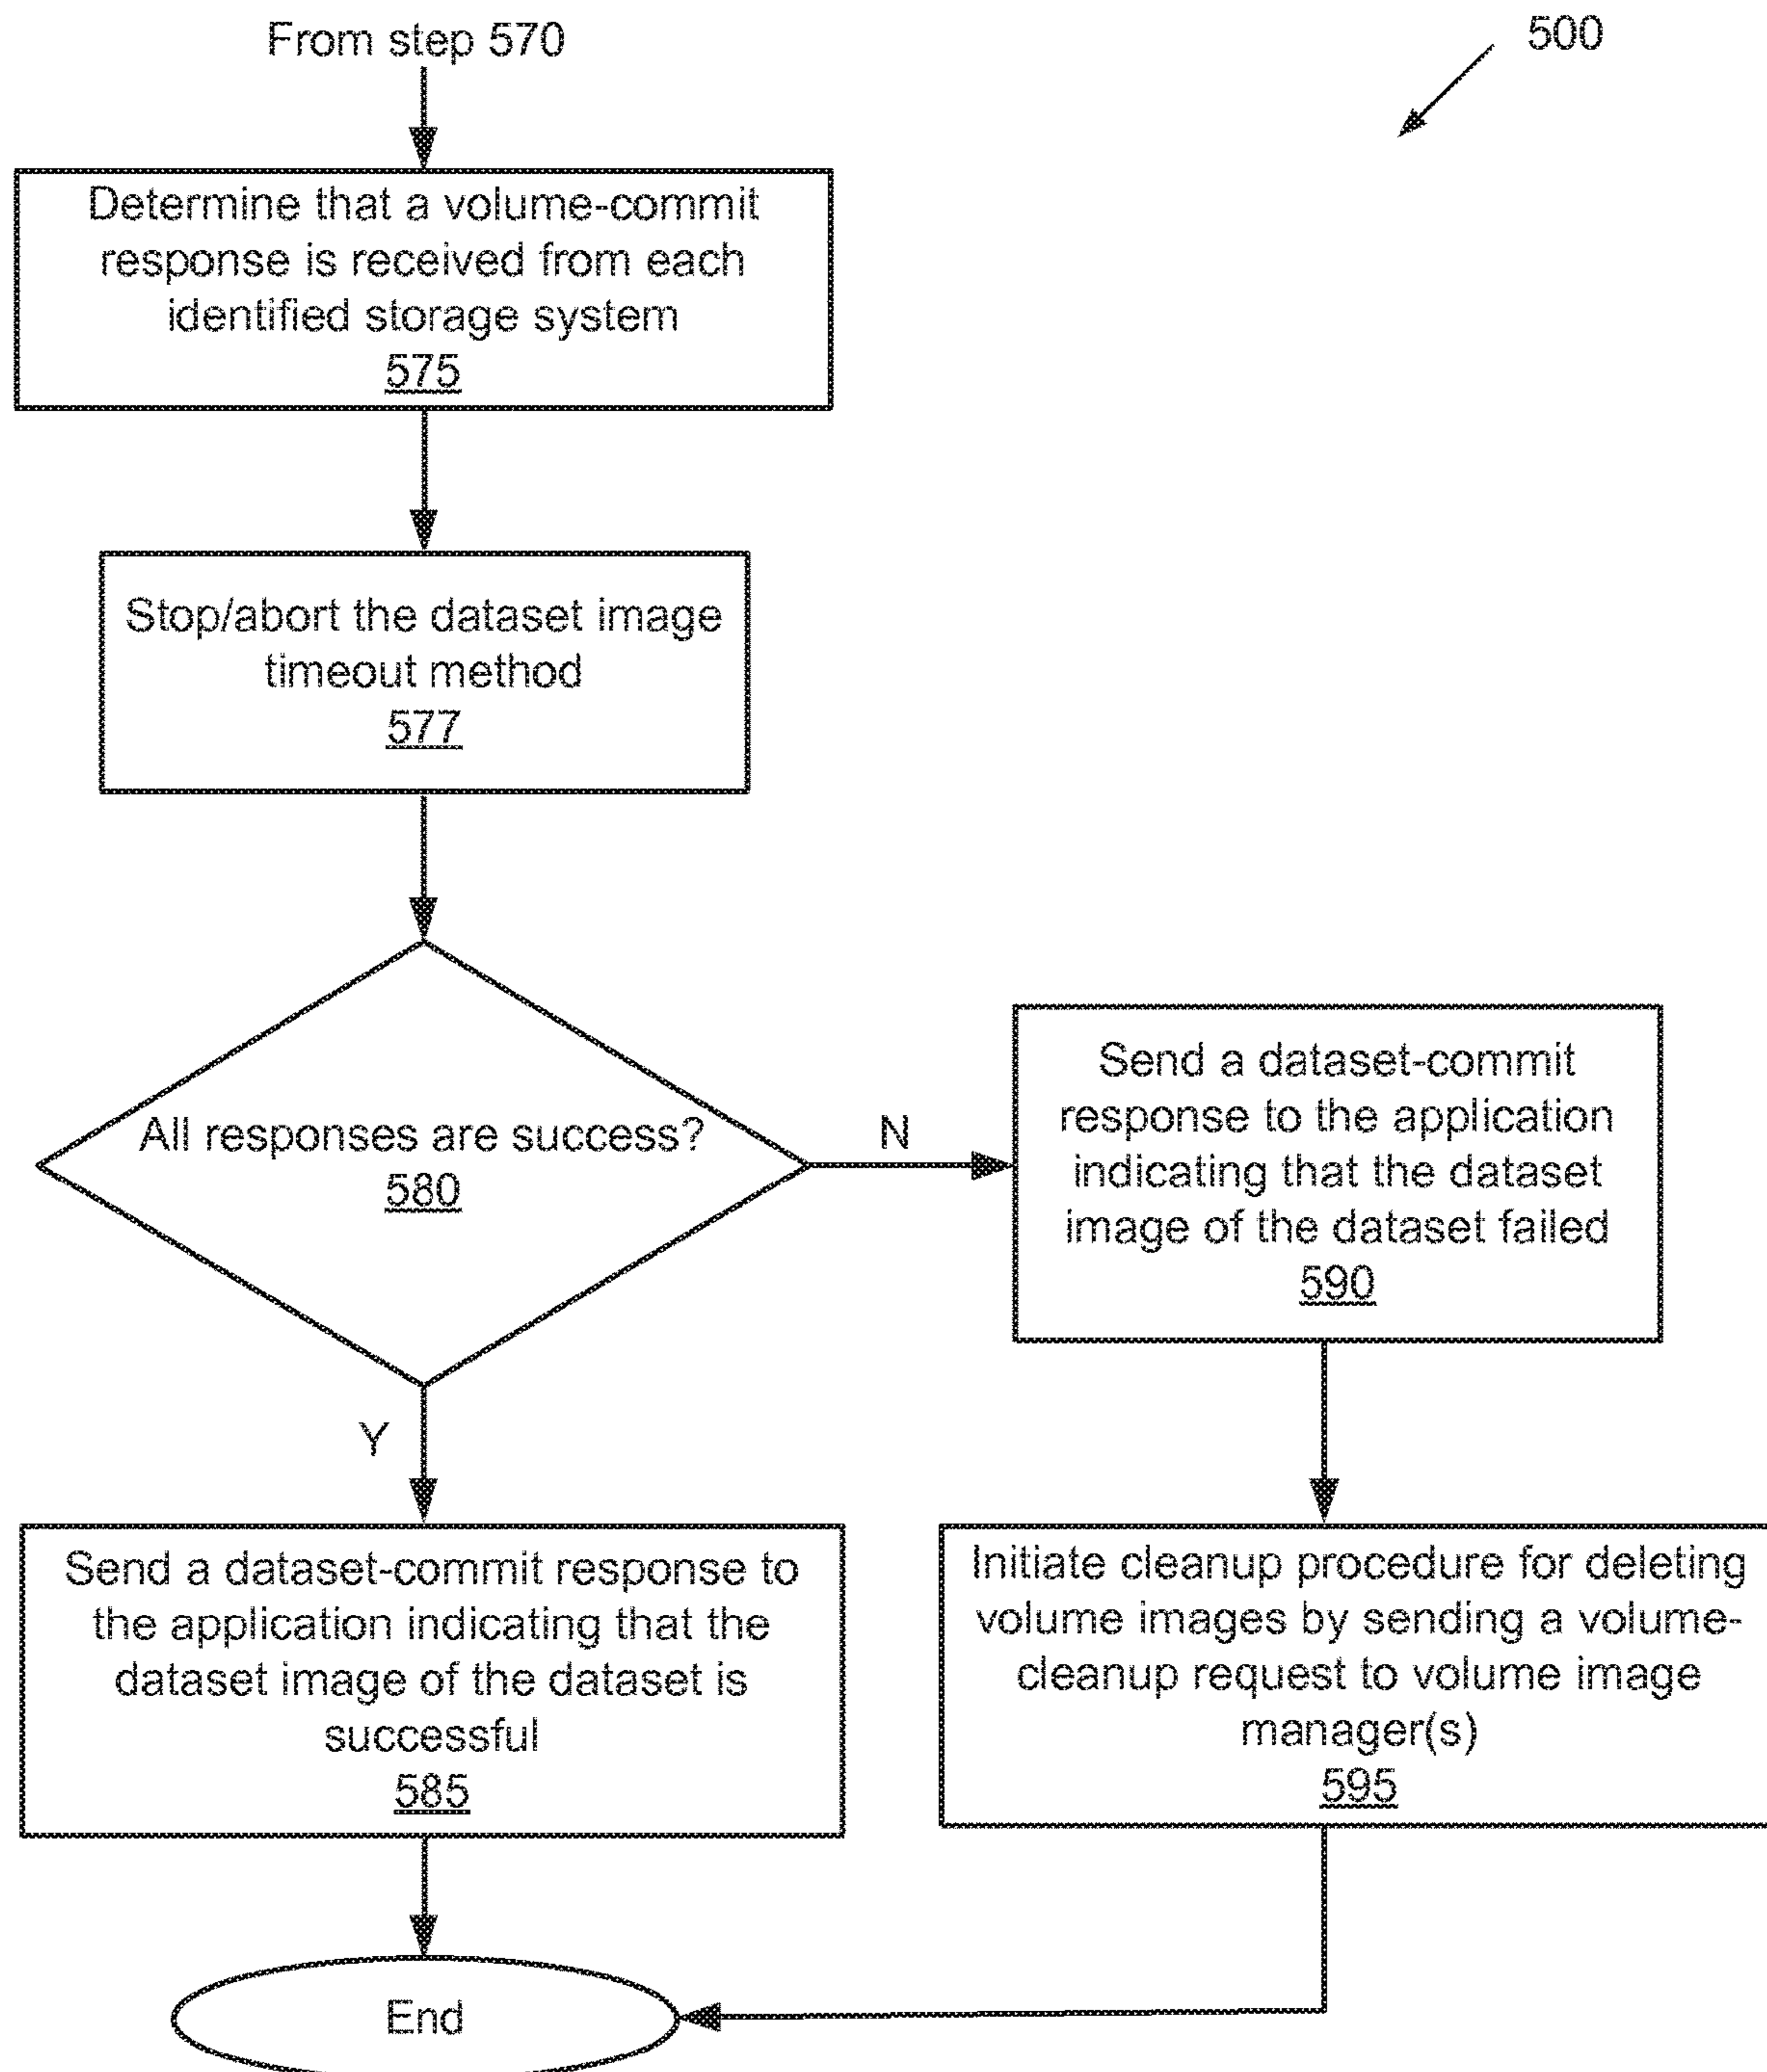 From step 570
500
Determine that a volume-commit
response is received from each
identified storage system
575
Stop/abort the dataset image
timeout method
577
All responses are success?
580
N
Send a dataset-commit
response to the application
indicating that the dataset
image of the dataset failed
590
Y
Send a dataset-commit response to
the application indicating that the
dataset image of the dataset is
successful
585
Initiate cleanup procedure for deleting
volume images by sending a volume-
cleanup request to volume image
manager(s)
595
End